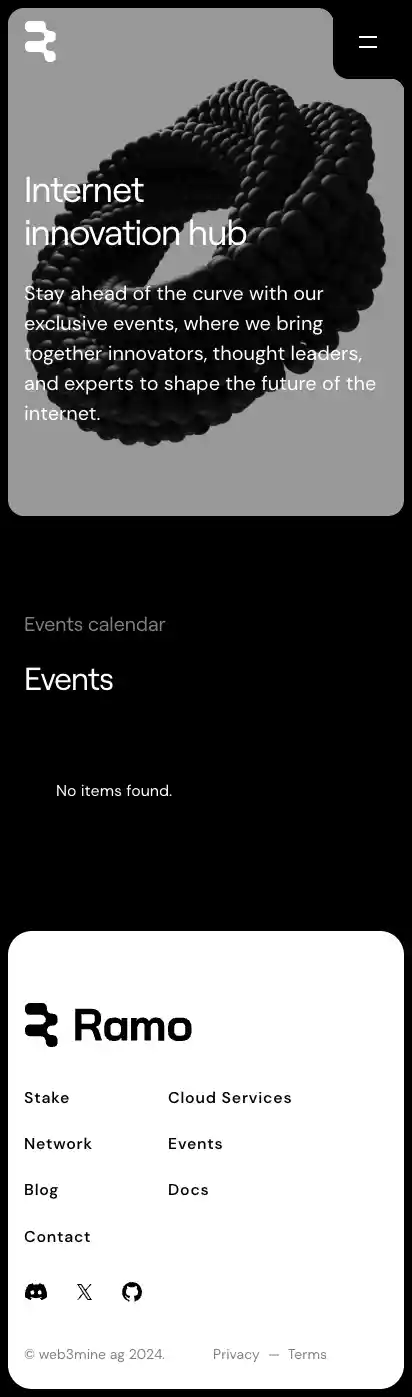 Internet
innovation hub
Stay ahead of the curve with our
exclusive events, where we bring
together innovators, thought leaders,
and experts to shape the future of the
internet.
Events calendar
Events
No items found.
Ramo
Stake
Cloud Services
Network
Events
Blog
Docs
Contact
© web3mine ag 2024.
Privacy — Terms